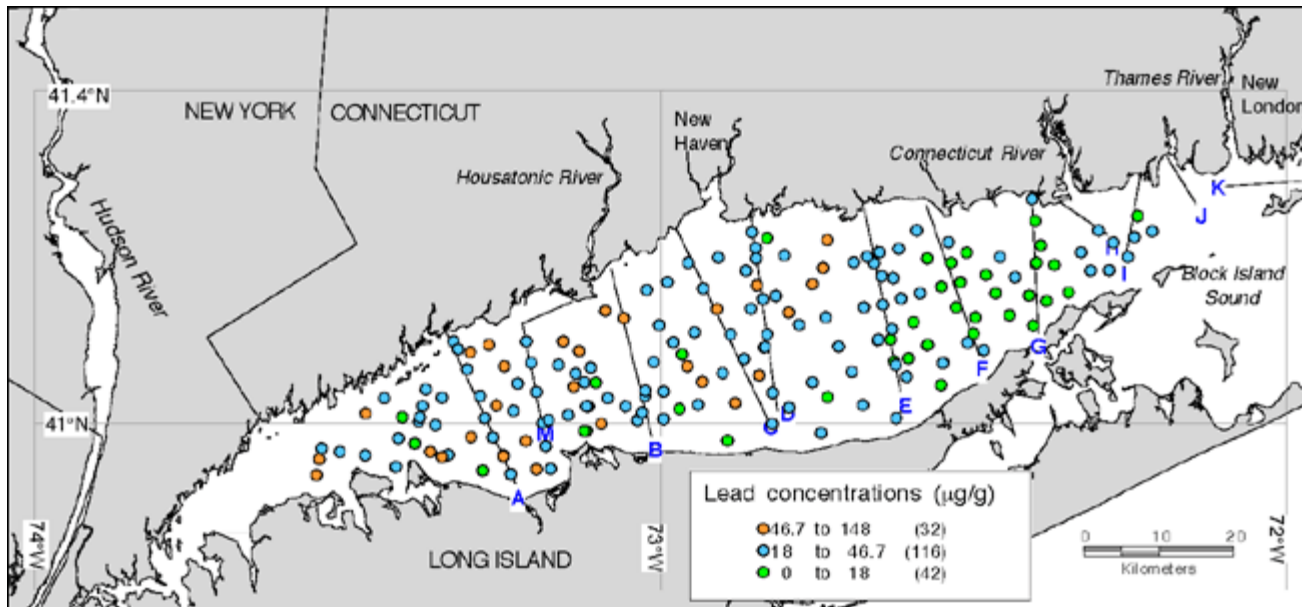 Thames River
New
London
41.4°N
NEW YORK
CONNECTICUT
New
Haven
Connecticut River
Housatonic River
K
J
Hudson River
H
I
Block Island
Sound
G
F
E
D
C
41°N
M
B
A
Lead concentrations (µg/g)
46.7 to 148 (32)
18 to 46.7 (116)
0 to 18 (42)
74°W
73°W
72°W
LONG ISLAND
0 10 20
Kilometers